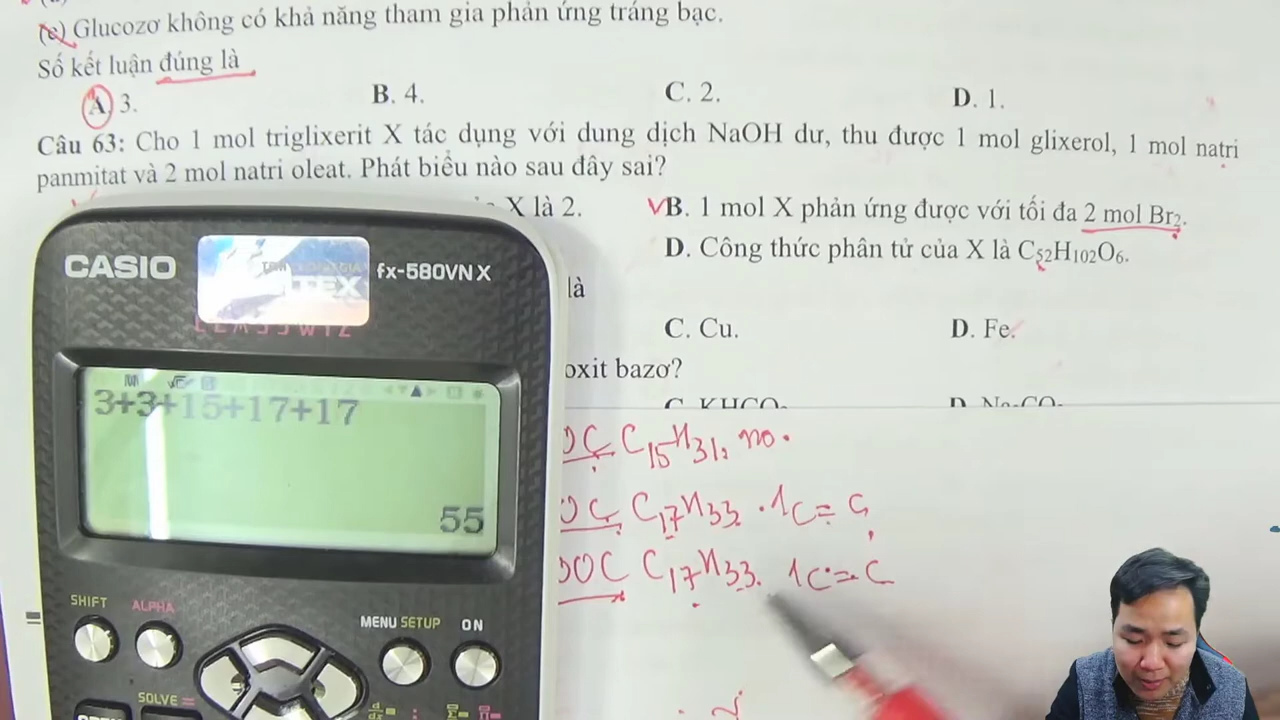 (e) Glucozơ không có khả năng tham gia phản ứng tráng bạc.
Số kết luận đúng là
A. 3. B. 4. C. 2. D. 1.
Câu 63: Cho 1 mol triglixerit X tác dụng với dung dịch NaOH dư, thu được 1 mol glixerol, 1 mol natri
panmitat và 2 mol natri oleat. Phát biểu nào sau đây sai?
X là 2. B. 1 mol X phản ứng được với tối đa 2 mol Br₂.
D. Công thức phân tử của X là C₅₂H₁₀₂O₆.
là
C. Cu. D. Fe.
oxit bazơ?
C. KHCO₃ D. Na₂CO₃
CASIO
fx-580VN X
3+3+15+17+17
55
SHIFT ALPHA
MENU SETUP ON
SOLVE =
OC C₁₅H₃₁, no.
OC C₁₇H₃₃. 1C=C
OOC C₁₇H₃₃. 1C=C